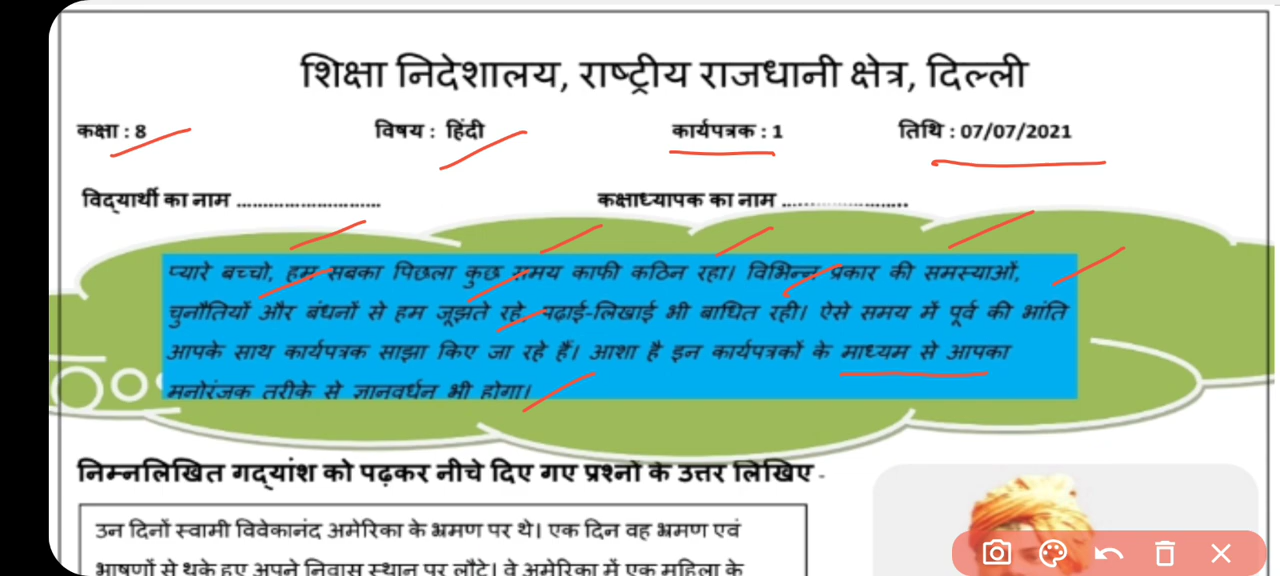 शिक्षा निदेशालय, राष्ट्रीय राजधानी क्षेत्र, दिल्ली
कक्षा : 8 विषय : हिंदी कार्यपत्रक : 1 तिथि : 07/07/2021
विद्यार्थी का नाम ............................ कक्षाध्यापक का नाम ......................
प्यारे बच्चो, हम सबका पिछला कुछ समय काफी कठिन रहा। विभिन्न प्रकार की समस्याओं,
चुनौतियों और बंधनों से हम जूझते रहे, पढ़ाई-लिखाई भी बाधित रही। ऐसे समय में पूर्व की भांति
आपके साथ कार्यपत्रक साझा किए जा रहे हैं। आशा है इन कार्यपत्रकों के माध्यम से आपका
मनोरंजक तरीके से ज्ञानवर्धन भी होगा।
निम्नलिखित गद्यांश को पढ़कर नीचे दिए गए प्रश्नों के उत्तर लिखिए -
उन दिनों स्वामी विवेकानंद अमेरिका के भ्रमण पर थे। एक दिन वह भ्रमण एवं
भाषणों से थके हुए अपने निवास स्थान पर लौटे। वे अमेरिका में एक महिला के